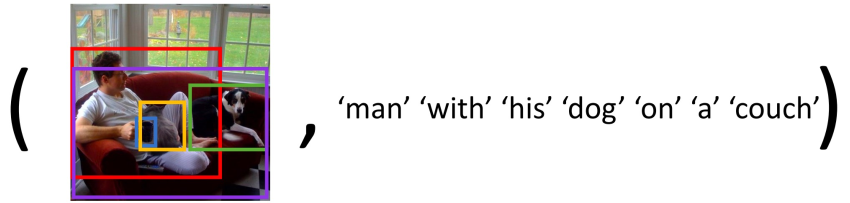 ( , ‘man’ ‘with’ ‘his’ ‘dog’ ‘on’ ‘a’ ‘couch’ )